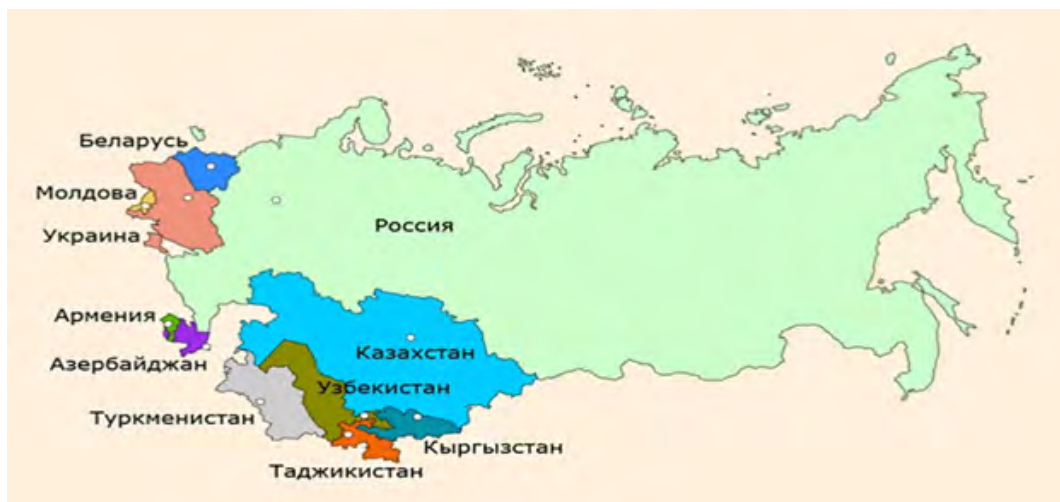 Беларусь
Молдова
Украина
Россия
Армения
Азербайджан
Казахстан
Узбекистан
Туркменистан
Кыргызстан
Таджикистан